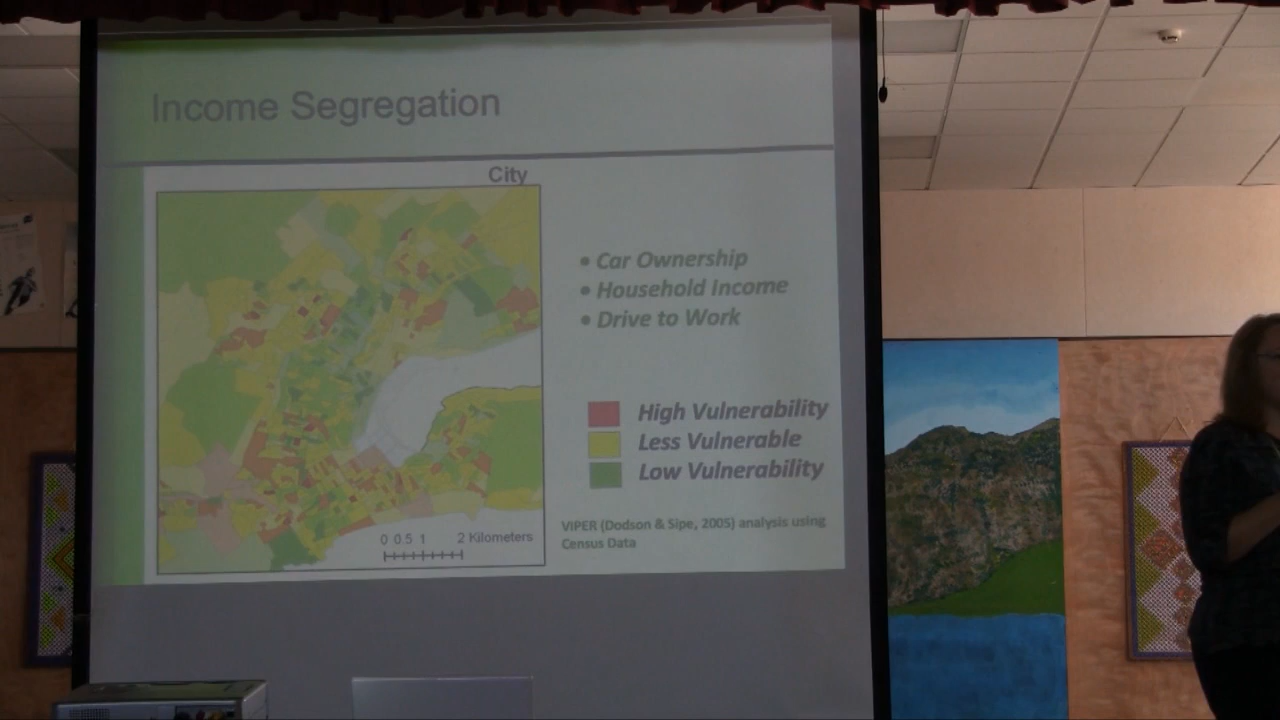 Income Segregation
City
• Car Ownership
• Household Income
• Drive to Work
High Vulnerability
Less Vulnerable
Low Vulnerability
0 0.5 1 2 Kilometers
VIPER (Dodson & Sipe, 2005) analysis using
Census Data